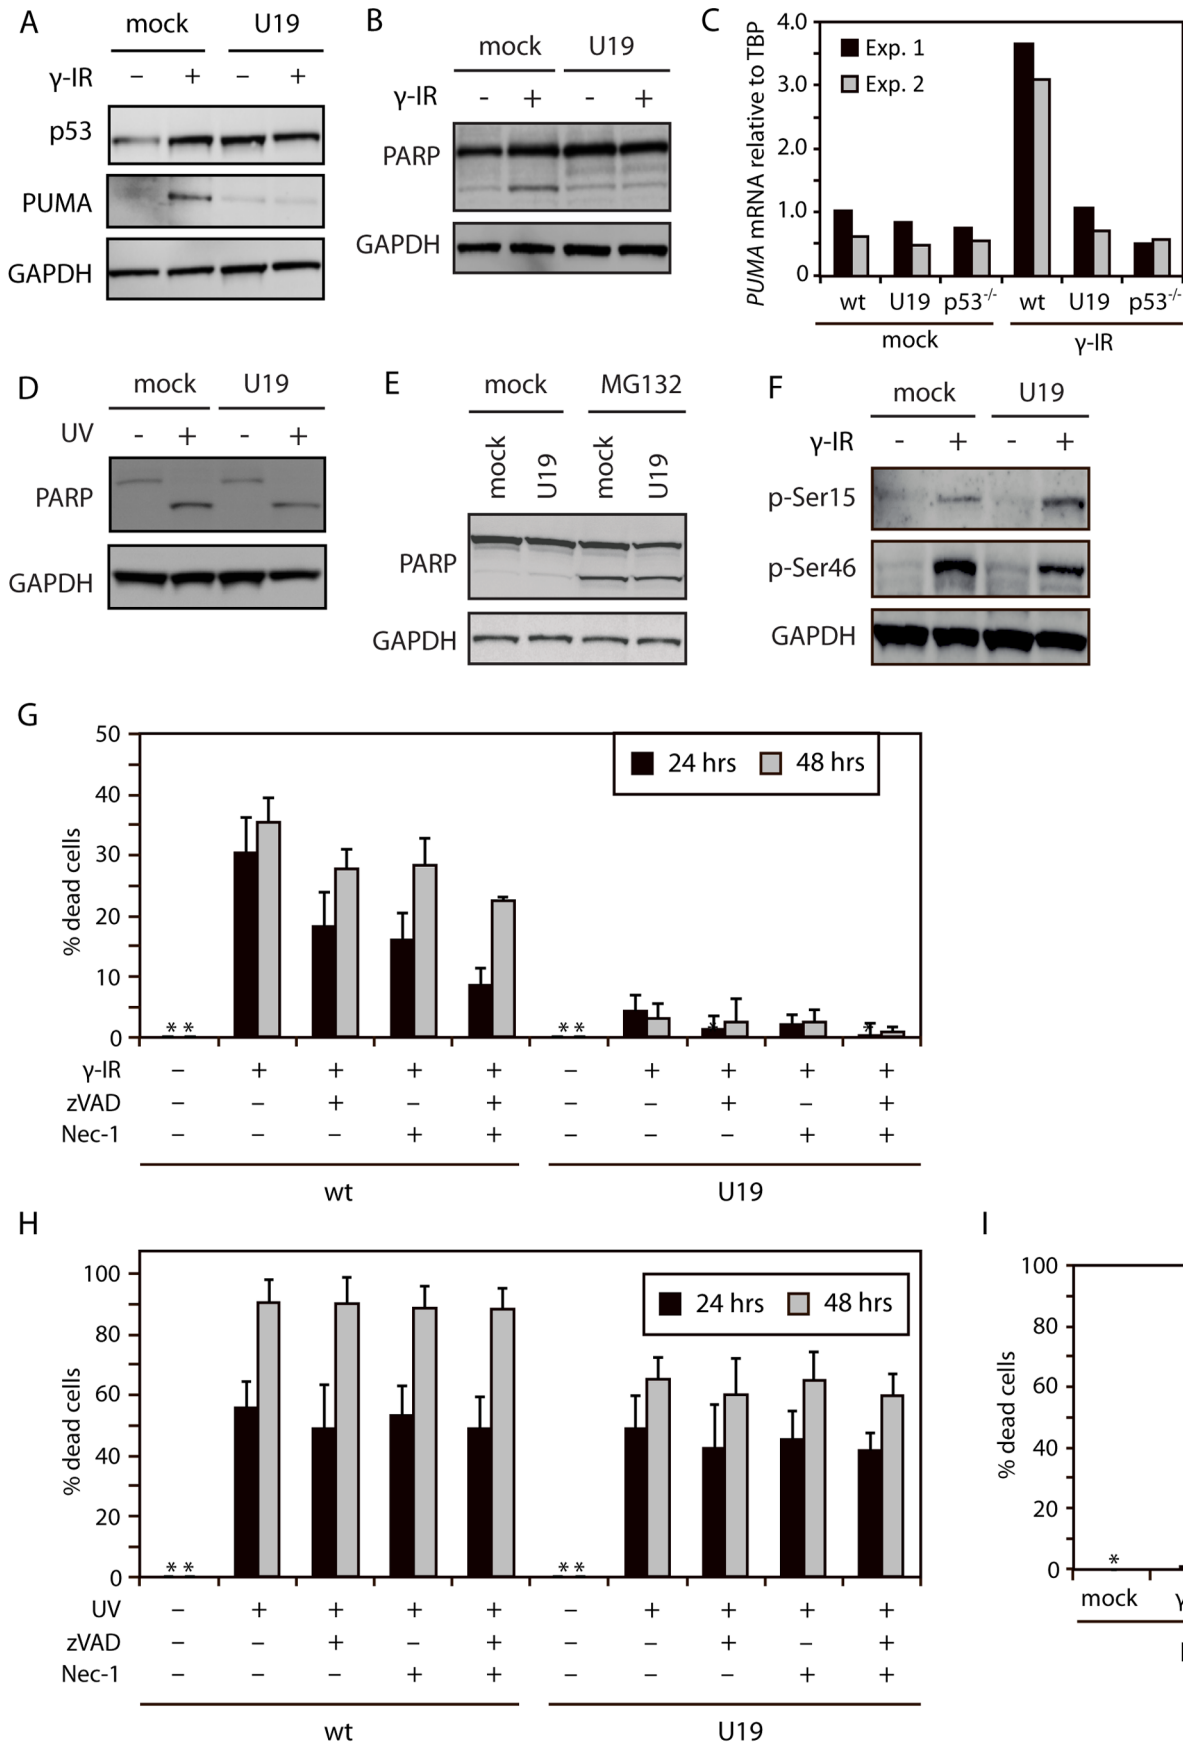 A
mock U19
γ-IR - + - +
p53
PUMA
GAPDH
B
mock U19
γ-IR - + - +
PARP
GAPDH
C
PUMA mRNA relative to TBP
4.0
3.0
2.0
1.0
0
Exp. 1
Exp. 2
wt U19 p53-/- wt U19 p53-/-
mock γ-IR
D
mock U19
UV - + - +
PARP
GAPDH
E
mock MG132
mock U19 mock U19
PARP
GAPDH
F
mock U19
γ-IR - + - +
p-Ser15
p-Ser46
GAPDH
G
% dead cells
50
40
30
20
10
0
24 hrs 48 hrs
* * * * * *
γ-IR – + + + + – + + + +
zVAD – – + – + – – + – +
Nec-1 – – – + + – – – + +
wt U19
H
% dead cells
100
80
60
40
20
0
24 hrs 48 hrs
* * * *
UV – + + + + – + + + +
zVAD – – + – + – – + – +
Nec-1 – – – + + – – – + +
wt U19
I
% dead cells
100
80
60
40
20
0
*
mock